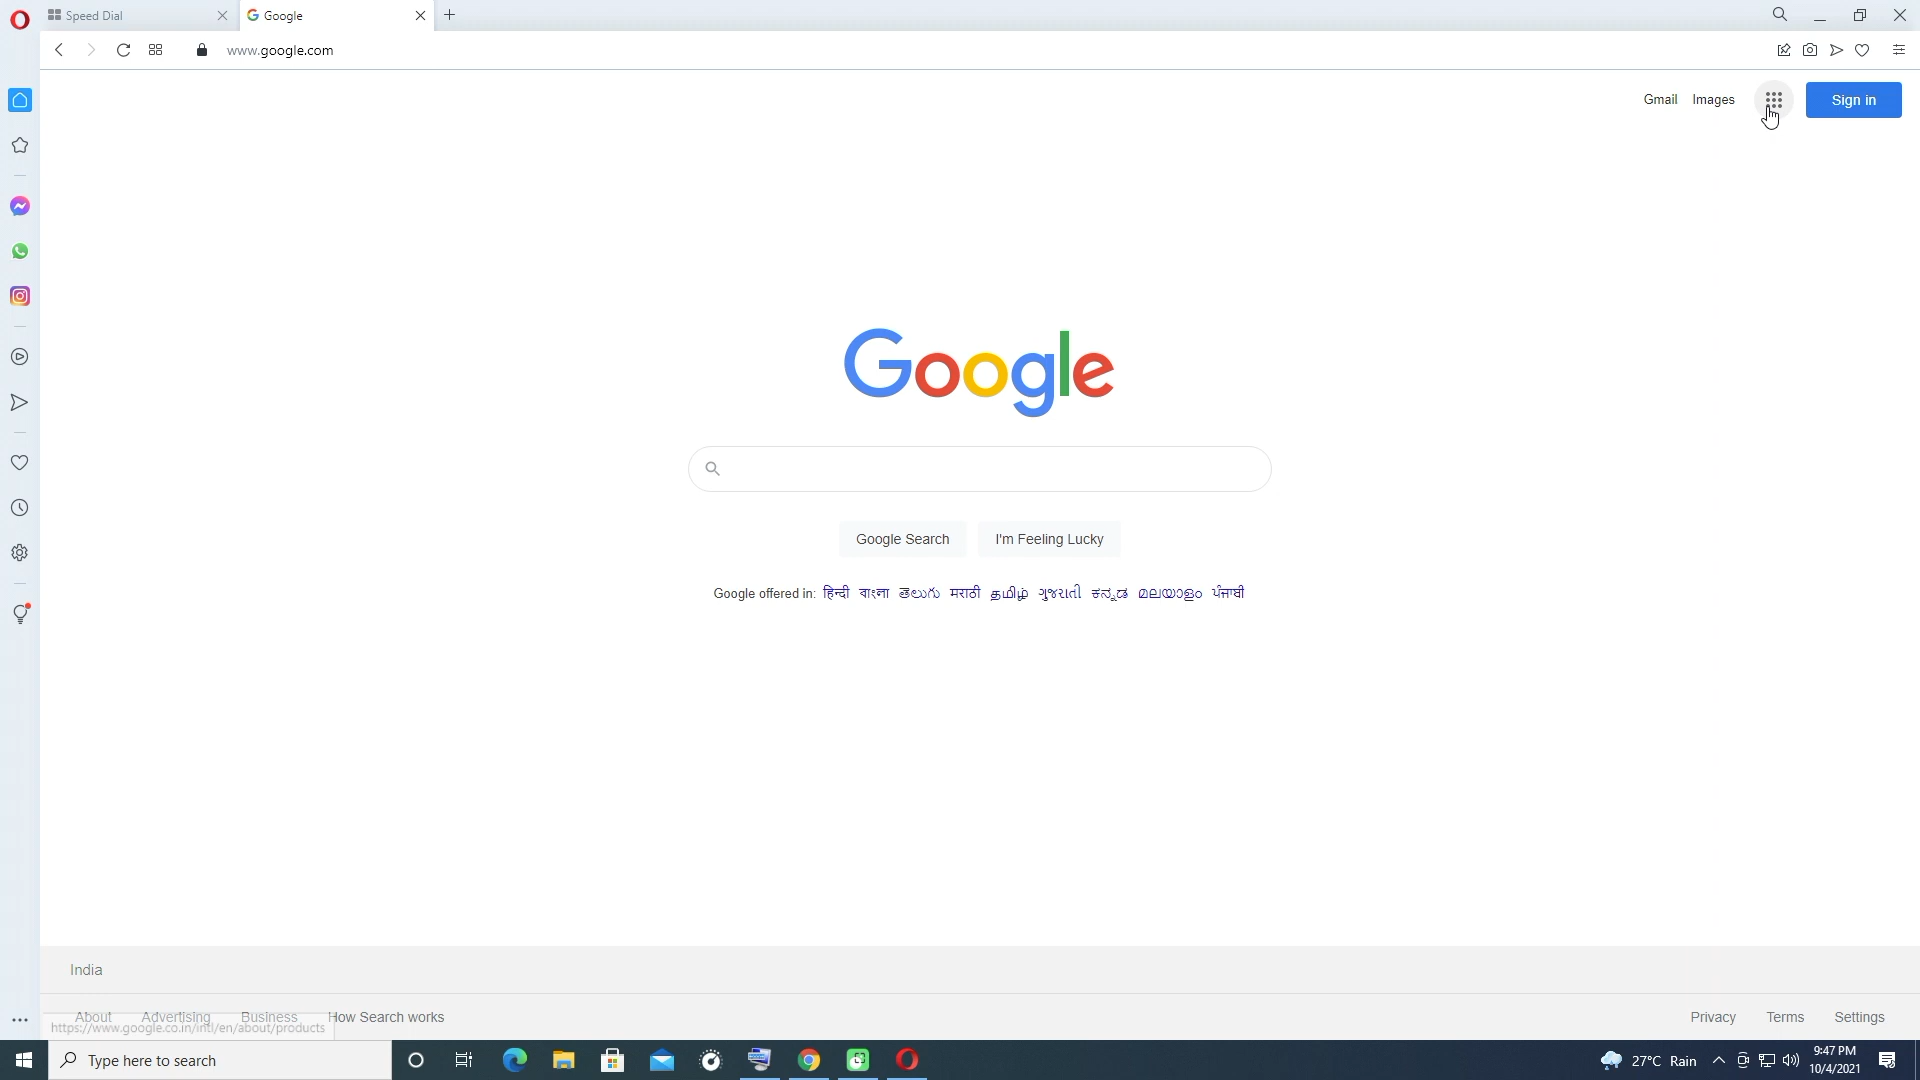 Speed Dial
Google
www.google.com
Gmail Images Sign in
Google
Google Search I'm Feeling Lucky
Google offered in: हिन्दी বাংলা తెలుగు मराठी தமிழ் ગુજરાતી ಕನ್ನಡ മലയാളം ਪੰਜਾਬੀ
India
About Advertising Business How Search works
Privacy Terms Settings
https://www.google.co.in/intl/en/about/products
Type here to search
27°C Rain
9:47 PM
10/4/2021